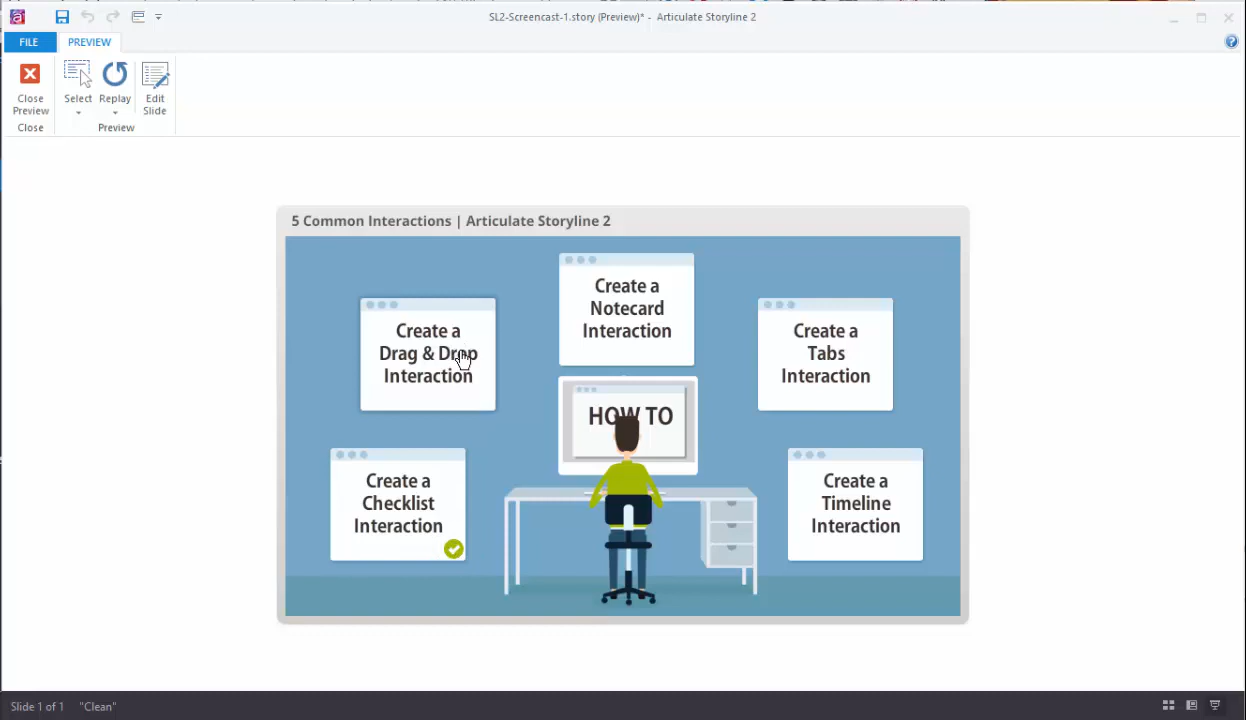 SL2-Screencast-1.story (Preview)* - Articulate Storyline 2
FILE
PREVIEW
Close
Preview
Select
Replay
Edit
Slide
Close
Preview
5 Common Interactions | Articulate Storyline 2
Create a
Notecard
Interaction
Create a
Drag & Drop
Interaction
Create a
Tabs
Interaction
HOW TO
Create a
Checklist
Interaction
Create a
Timeline
Interaction
Slide 1 of 1
"Clean"